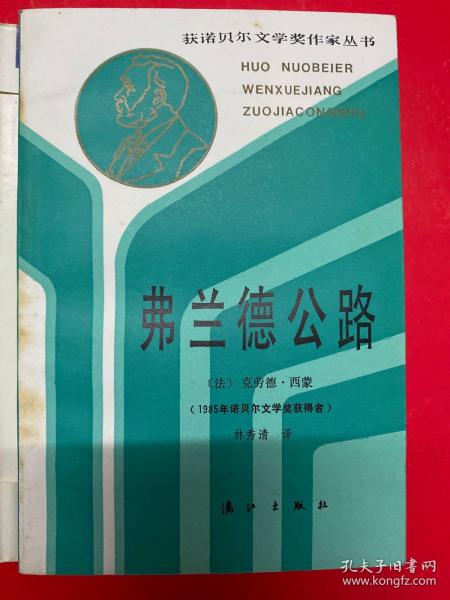 获诺贝尔文学奖作家丛书
HUO NUOBEIER
WENXUEJIANG
ZUOJIACONGSHU
弗兰德公路
〔法〕克劳德·西蒙
(1985年诺贝尔文学奖获得者)
林秀清 译
漓江出版社
孔夫子旧书网
www.kongfz.com